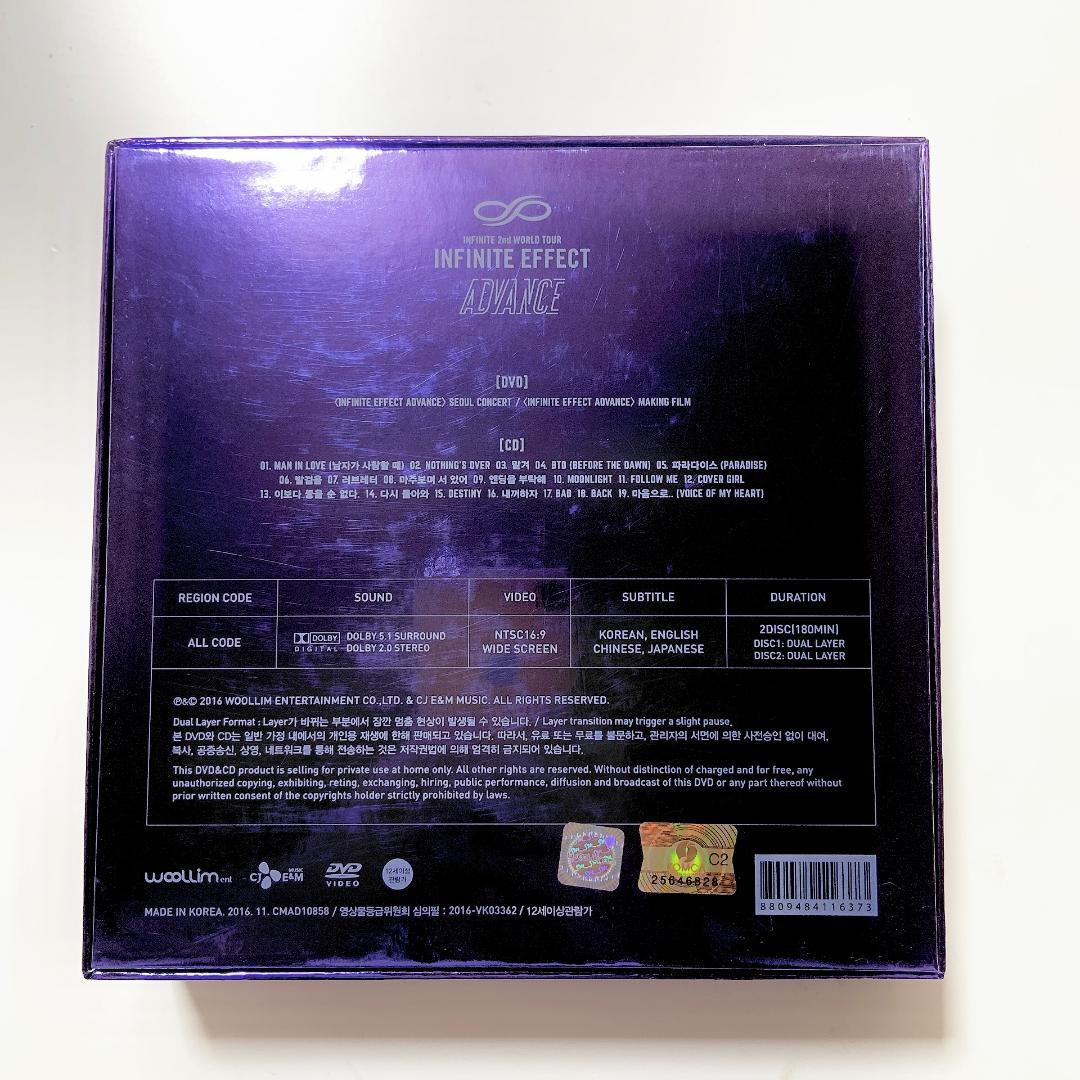 INFINITE 2nd WORLD TOUR
INFINITE EFFECT
ADVANCE
[DVD]
〈INFINITE EFFECT ADVANCE〉 SEOUL CONCERT / 〈INFINITE EFFECT ADVANCE〉 MAKING FILM
[CD]
01. MAN IN LOVE (남자가 사랑할 때) 02. NOTHING'S OVER 03. 맡겨 04. BTD (BEFORE THE DAWN) 05. 파라다이스 (PARADISE)
06. 발걸음 07. 러브레터 08. 마주보며 서 있어 09. 엔딩을 부탁해 10. MOONLIGHT 11. FOLLOW ME 12. COVER GIRL
13. 이보다 좋을 순 없다. 14. 다시 돌아와 15. DESTINY 16. 내꺼하자 17. BAD 18. BACK 19. 마음으로.. (VOICE OF MY HEART)
REGION CODE SOUND VIDEO SUBTITLE DURATION
ALL CODE
DOLBY DIGITAL
DOLBY 5.1 SURROUND
DOLBY 2.0 STEREO
NTSC16:9
WIDE SCREEN
KOREAN, ENGLISH
CHINESE, JAPANESE
2DISC(180MIN)
DISC1: DUAL LAYER
DISC2: DUAL LAYER
℗&© 2016 WOOLLIM ENTERTAINMENT CO.,LTD. & CJ E&M MUSIC. ALL RIGHTS RESERVED.
Dual Layer Format : Layer가 바뀌는 부분에서 잠깐 멈춤 현상이 발생될 수 있습니다. / Layer transition may trigger a slight pause.
본 DVD와 CD는 일반 가정 내에서의 개인용 재생에 한해 판매되고 있습니다. 따라서, 유료 또는 무료를 불문하고, 관리자의 서면에 의한 사전승인 없이 대여,
복사, 공중송신, 상영, 네트워크를 통해 전송하는 것은 저작권법에 의해 엄격히 금지되어 있습니다.
This DVD&CD product is selling for private use at home only. All other rights are reserved. Without distinction of charged and for free, any
unauthorized copying, exhibiting, reting, exchanging, hiring, public performance, diffusion and broadcast of this DVD or any part thereof without
prior written consent of the copyrights holder strictly prohibited by laws.
woollim ent
CJ E&M MUSIC
DVD VIDEO
12세이상
관람가
C2
25646828
8809484116373
MADE IN KOREA. 2016. 11. CMAD10858 / 영상물등급위원회 심의필 : 2016-VK03362 / 12세이상관람가